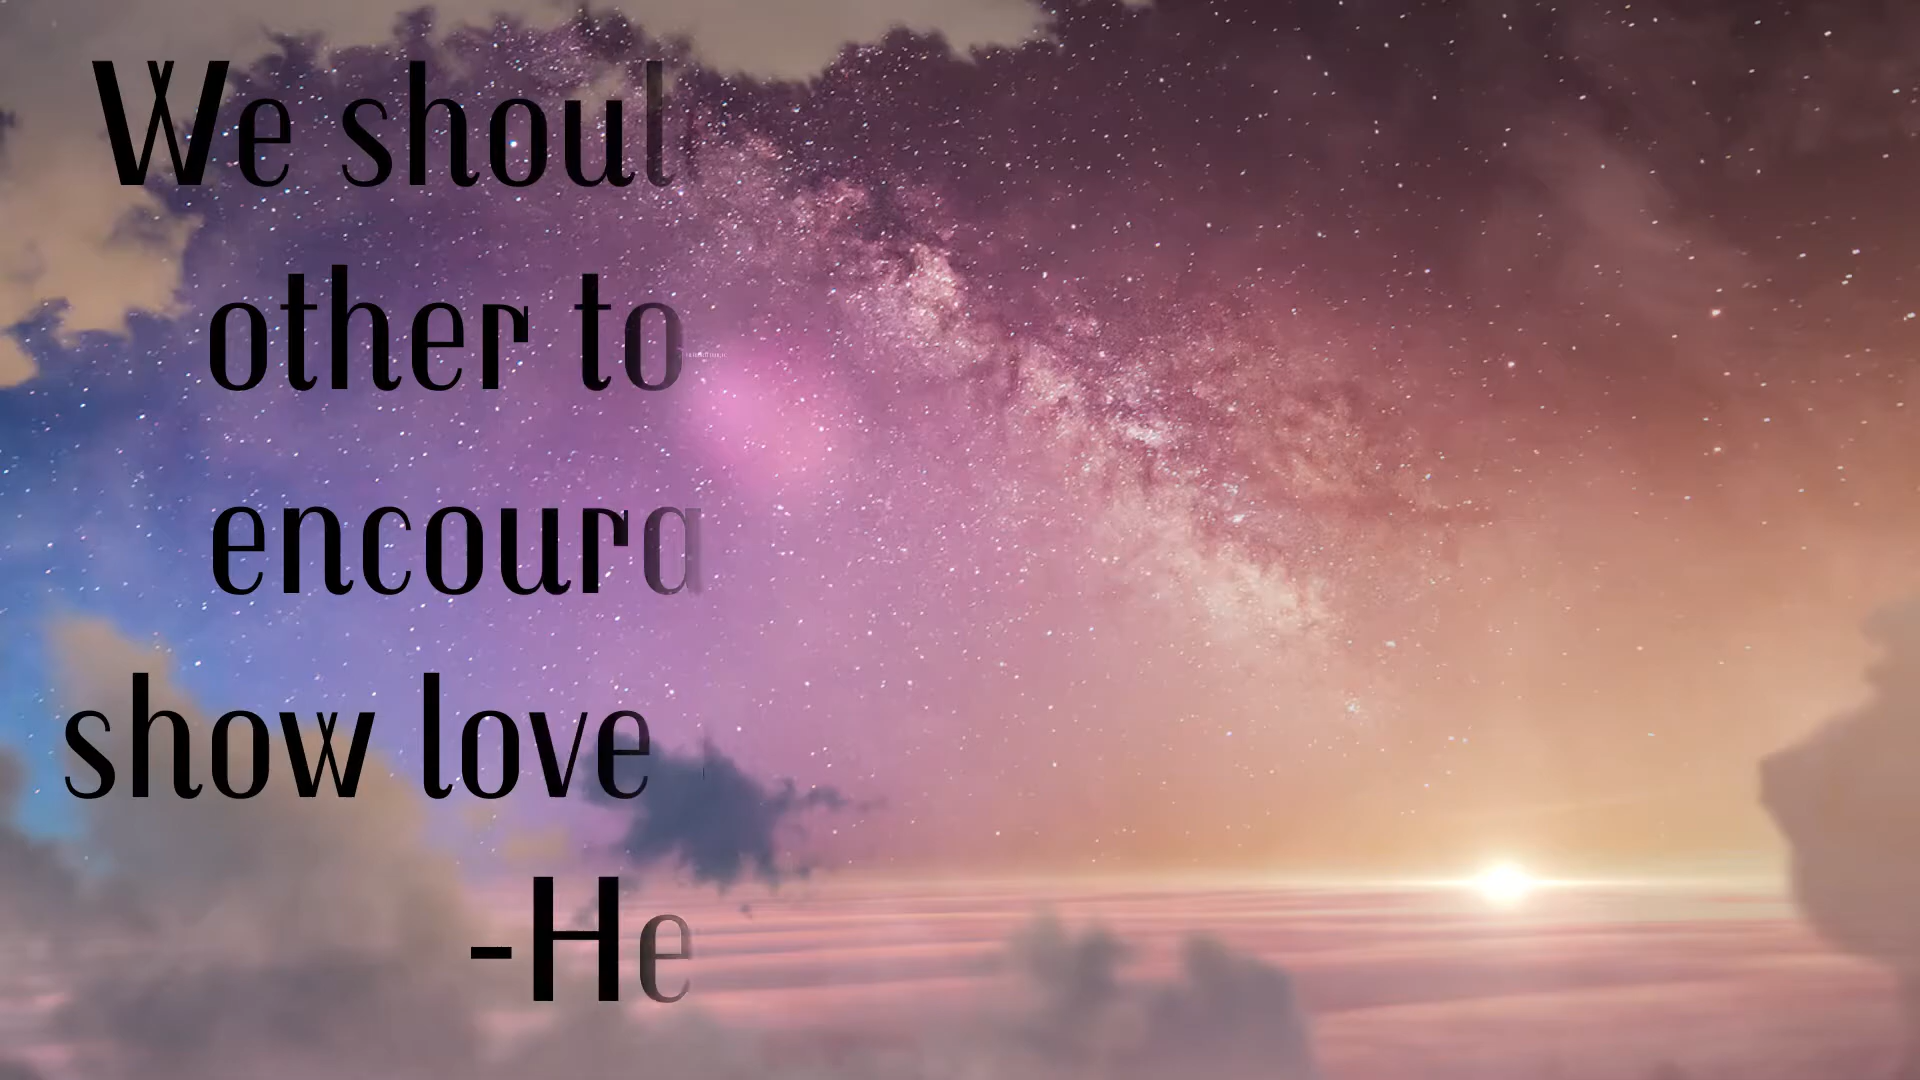 We shoul
other to
encoura
show love
-He